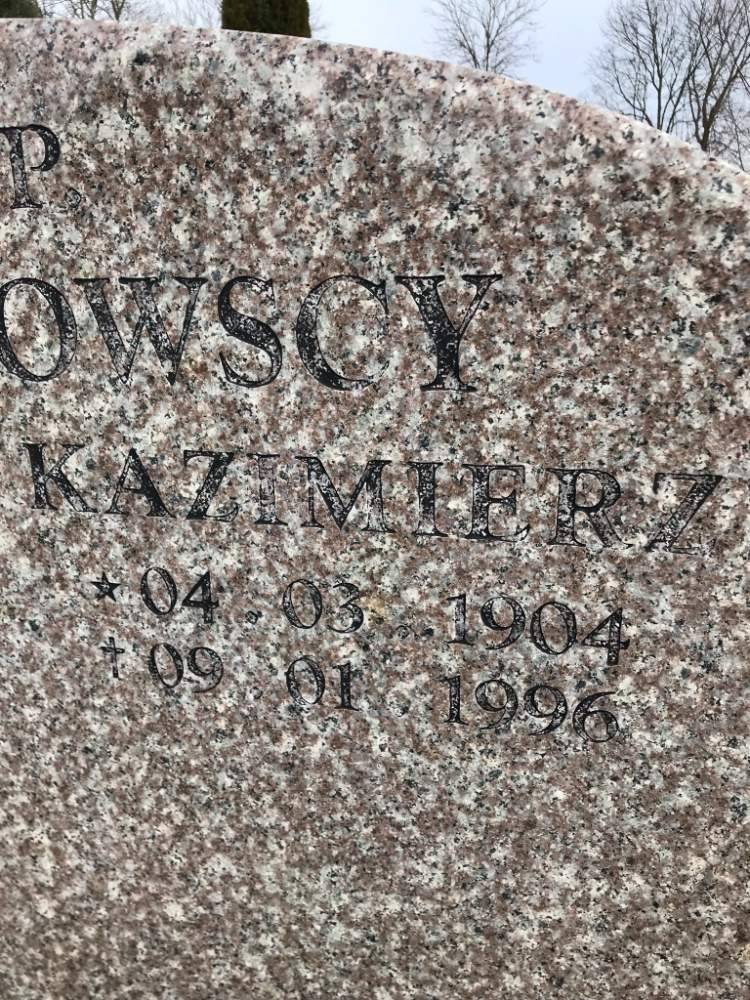 P.
OWSCY
KAZIMIERZ
* 04. 03. 1904
† 09. 01. 1996